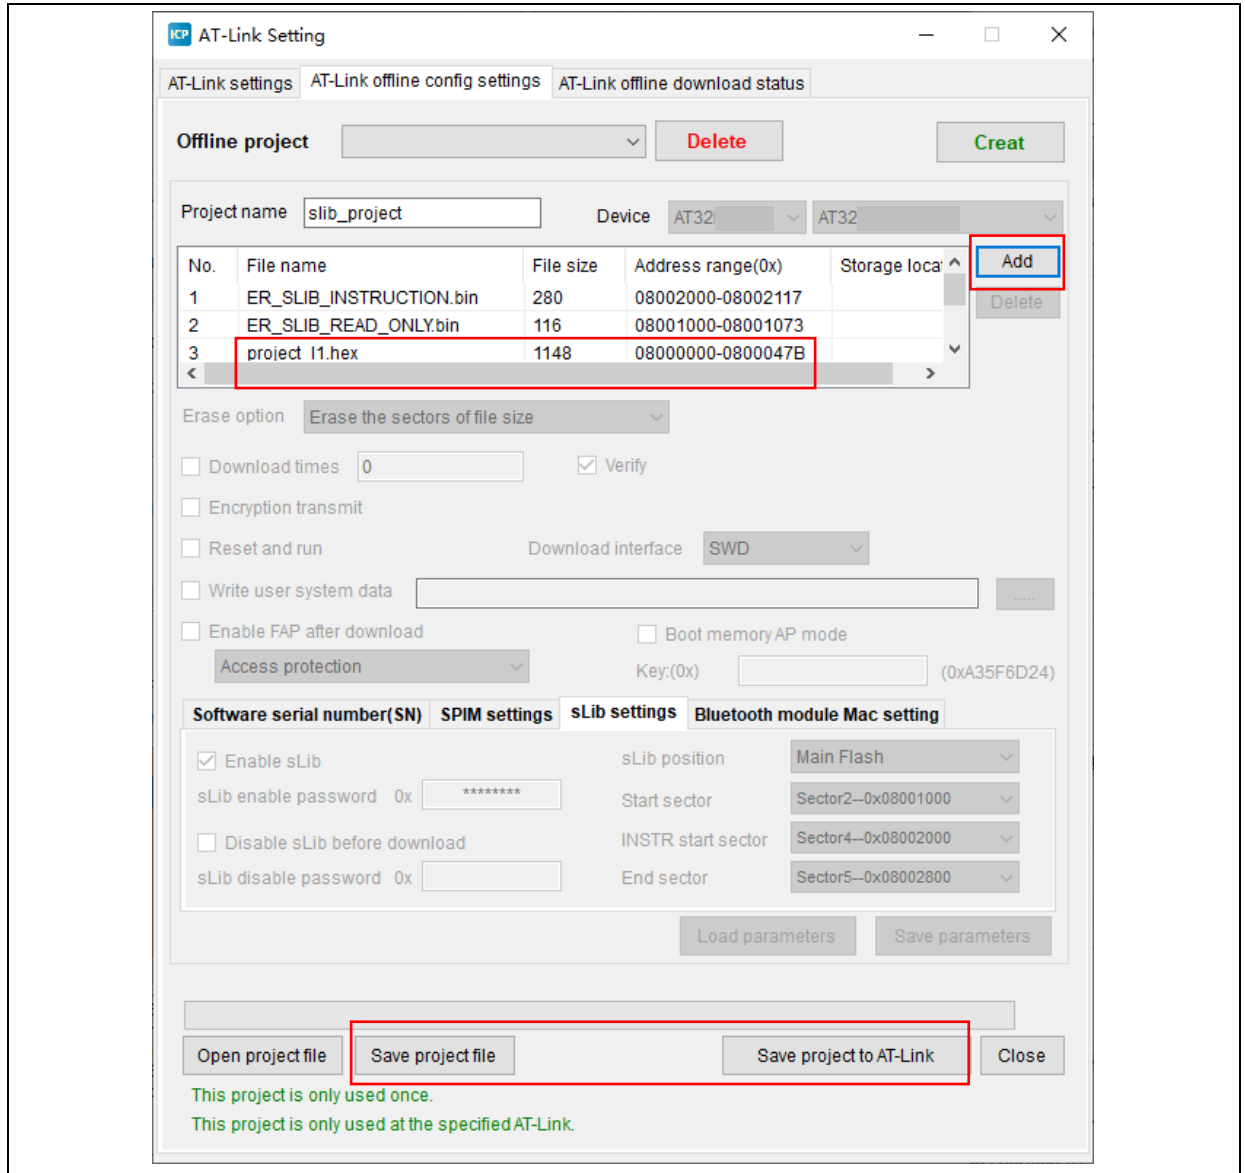 ICP AT-Link Setting
AT-Link settings AT-Link offline config settings AT-Link offline download status
Offline project Delete Creat
Project name slib_project Device AT32 AT32
No. File name File size Address range(0x) Storage locat Add
1 ER_SLIB_INSTRUCTION.bin 280 08002000-08002117 Delete
2 ER_SLIB_READ_ONLY.bin 116 08001000-08001073
3 project_l1.hex 1148 08000000-0800047B
Erase option Erase the sectors of file size
Download times 0 Verify
Encryption transmit
Reset and run Download interface SWD
Write user system data .....
Enable FAP after download Boot memory AP mode
Access protection Key:(0x) (0xA35F6D24)
Software serial number(SN) SPIM settings sLib settings Bluetooth module Mac setting
Enable sLib sLib position Main Flash
sLib enable password 0x ******** Start sector Sector2--0x08001000
Disable sLib before download INSTR start sector Sector4--0x08002000
sLib disable password 0x End sector Sector5--0x08002800
Load parameters Save parameters
Open project file Save project file Save project to AT-Link Close
This project is only used once.
This project is only used at the specified AT-Link.